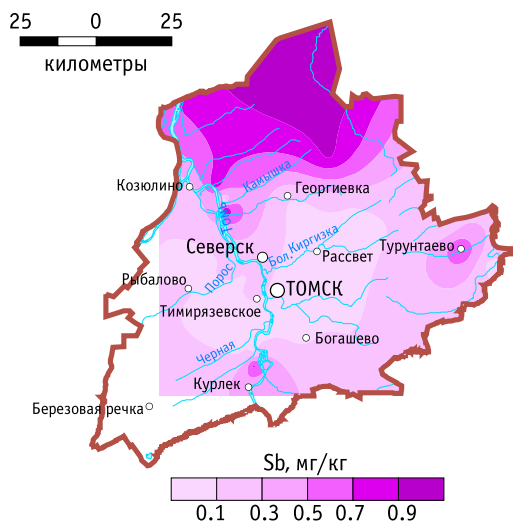 25 0 25
километры
Козюлино
Камышка
Георгиевка
Томь
Северск
Бол. Киргизка
Рассвет
Турунтаево
Рыбалово
Порос
ТОМСК
Тимирязевское
Богашево
Черная
Курлек
Березовая речка
Sb, мг/кг
0.1 0.3 0.5 0.7 0.9